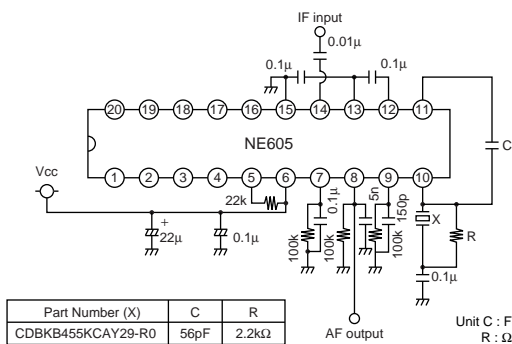 IF input
0.01μ
0.1μ
0.1μ
20 19 18 17 16 15 14 13 12 11
NE605
C
Vcc
1 2 3 4 5 6 7 8 9 10
22k
+
22μ
0.1μ
100k
0.1μ
100k
5n
150p
100k
X
R
0.1μ
AF output
Part Number (X) C R
CDBKB455KCAY29-R0 56pF 2.2kΩ
Unit C : F
R : Ω